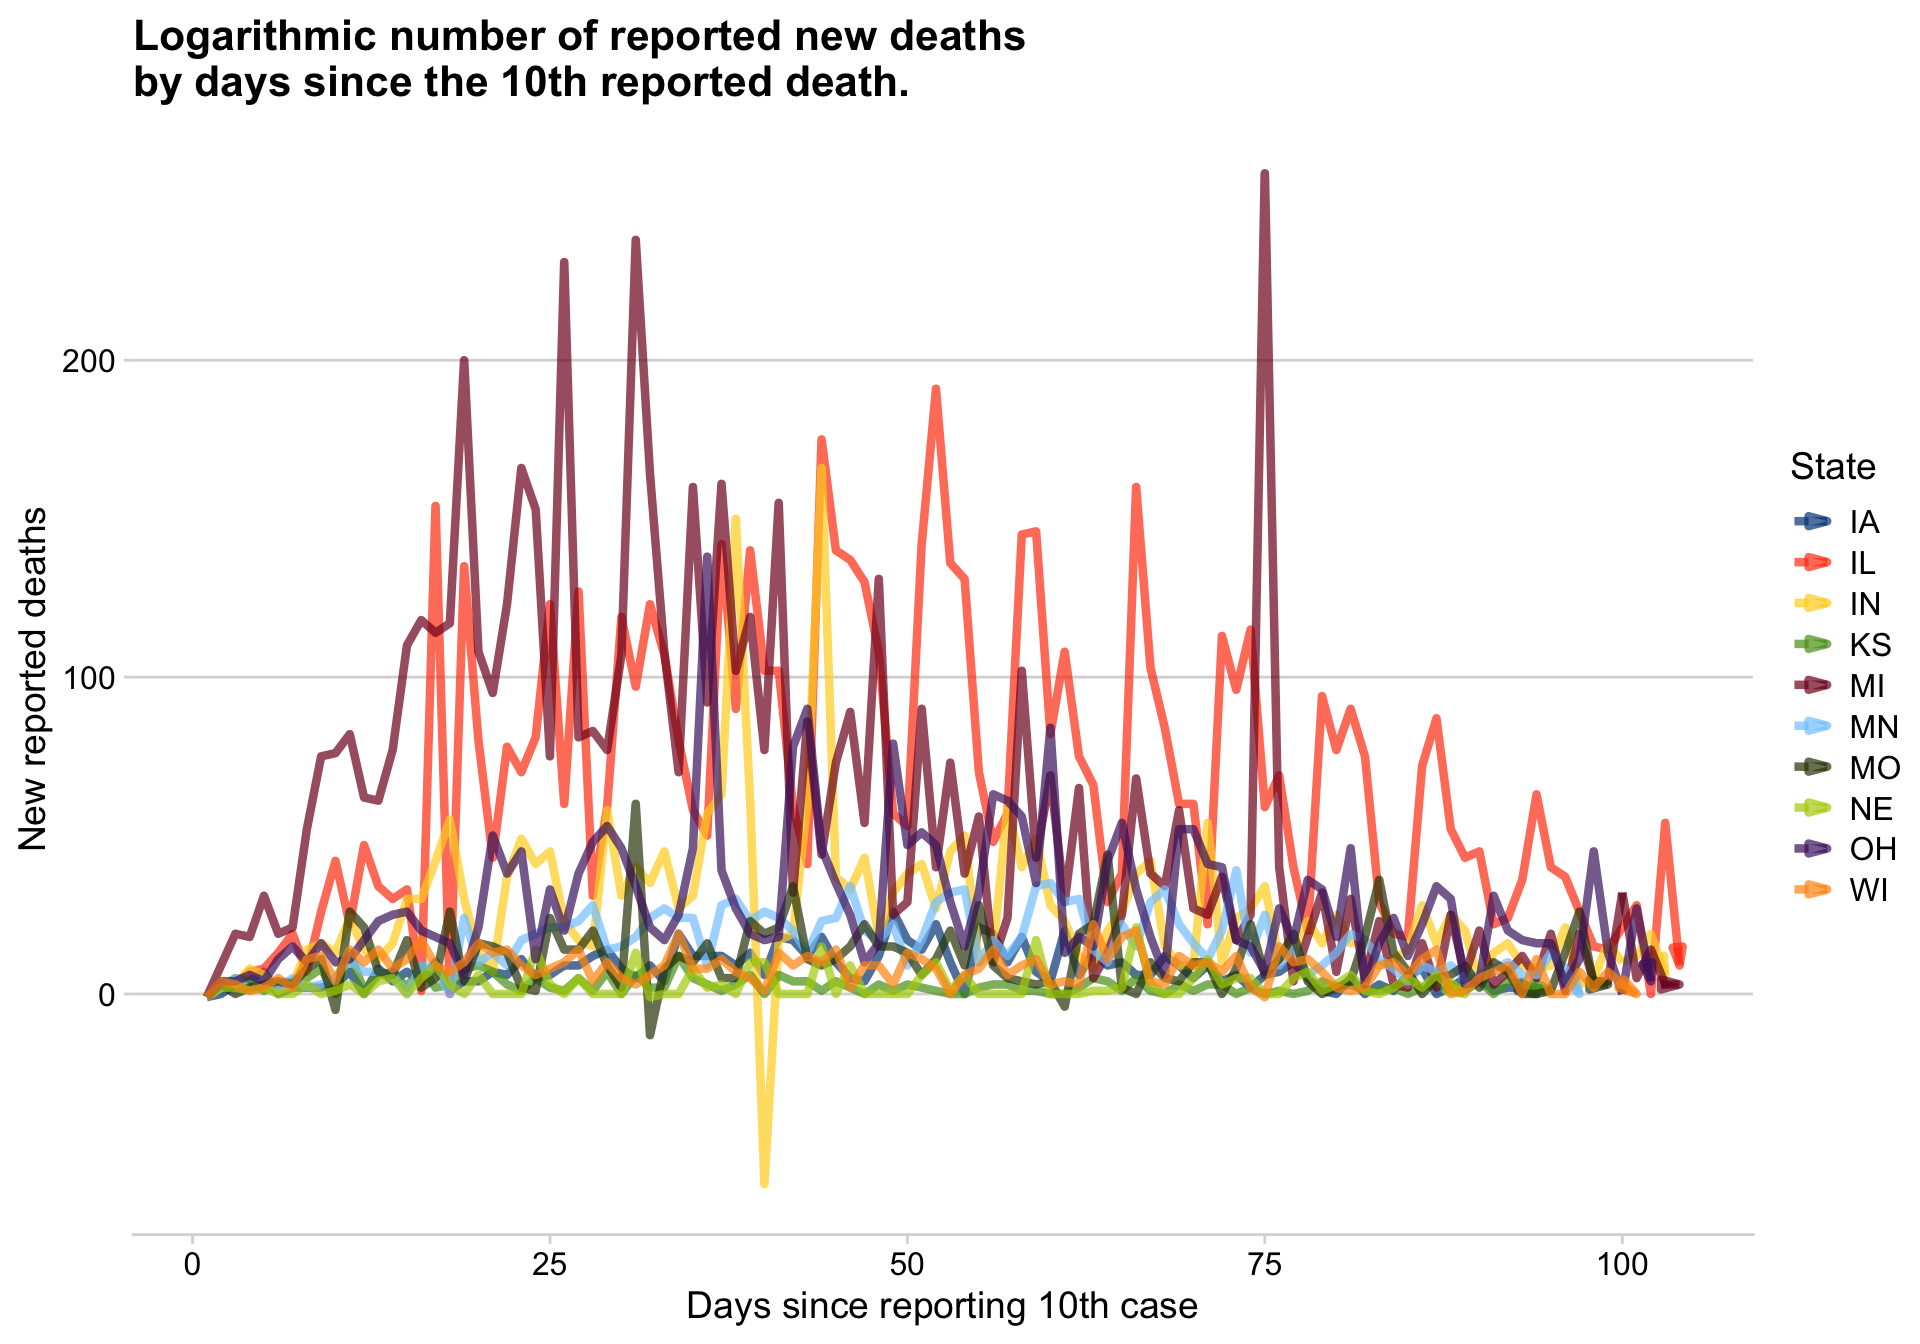 Logarithmic number of reported new deaths
by days since the 10th reported death.
New reported deaths
200
100
0
0
25
50
75
100
Days since reporting 10th case
State
IA
IL
IN
KS
MI
MN
MO
NE
OH
WI